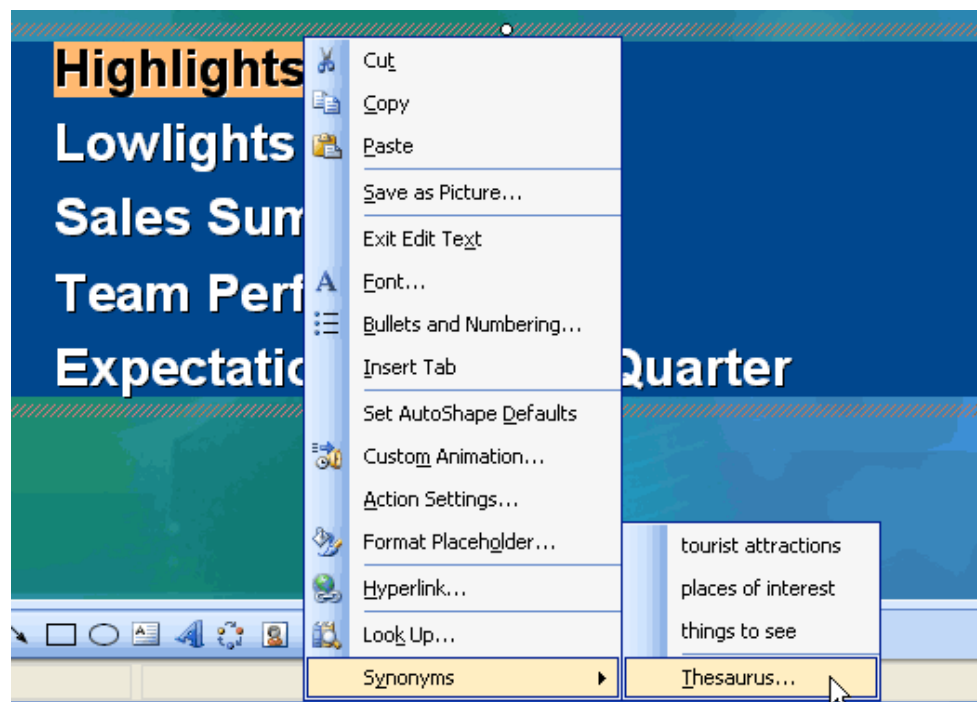 Highlights
Lowlights
Sales Sum
Team Perf
Expectatio Quarter
Cut
Copy
Paste
Save as Picture...
Exit Edit Text
Font...
Bullets and Numbering...
Insert Tab
Set AutoShape Defaults
Custom Animation...
Action Settings...
Format Placeholder...
Hyperlink...
Look Up...
Synonyms
tourist attractions
places of interest
things to see
Thesaurus...